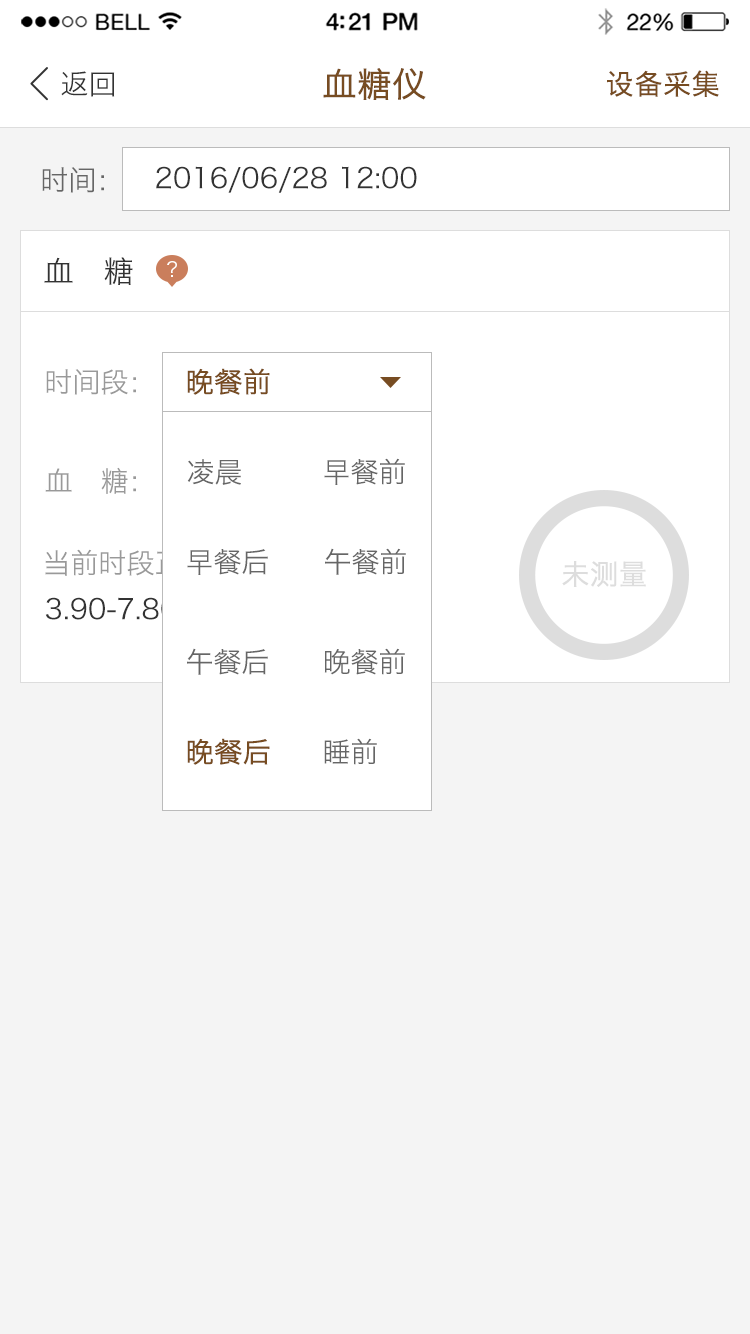 BELL 4:21 PM 22%
返回 血糖仪 设备采集
时间: 2016/06/28 12:00
血 糖 ?
时间段: 晚餐前
凌晨 早餐前
血 糖:
早餐后 午餐前
当前时段
未测量
3.90-7.8
午餐后 晚餐前
晚餐后 睡前